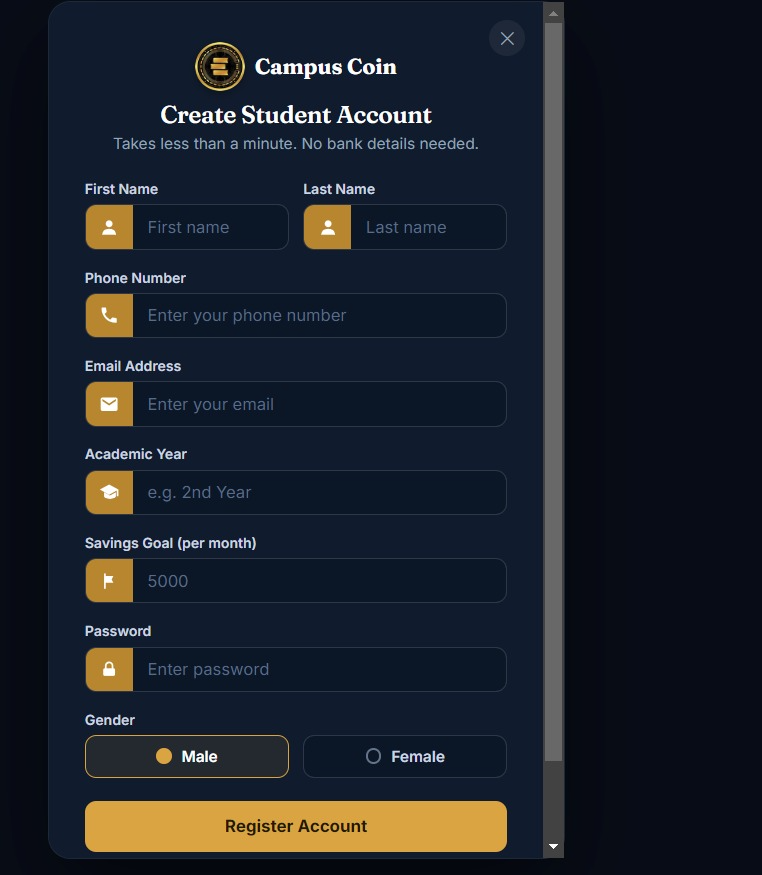 Campus Coin
Create Student Account
Takes less than a minute. No bank details needed.
First Name Last Name
First name Last name
Phone Number
Enter your phone number
Email Address
Enter your email
Academic Year
e.g. 2nd Year
Savings Goal (per month)
5000
Password
Enter password
Gender
Male Female
Register Account